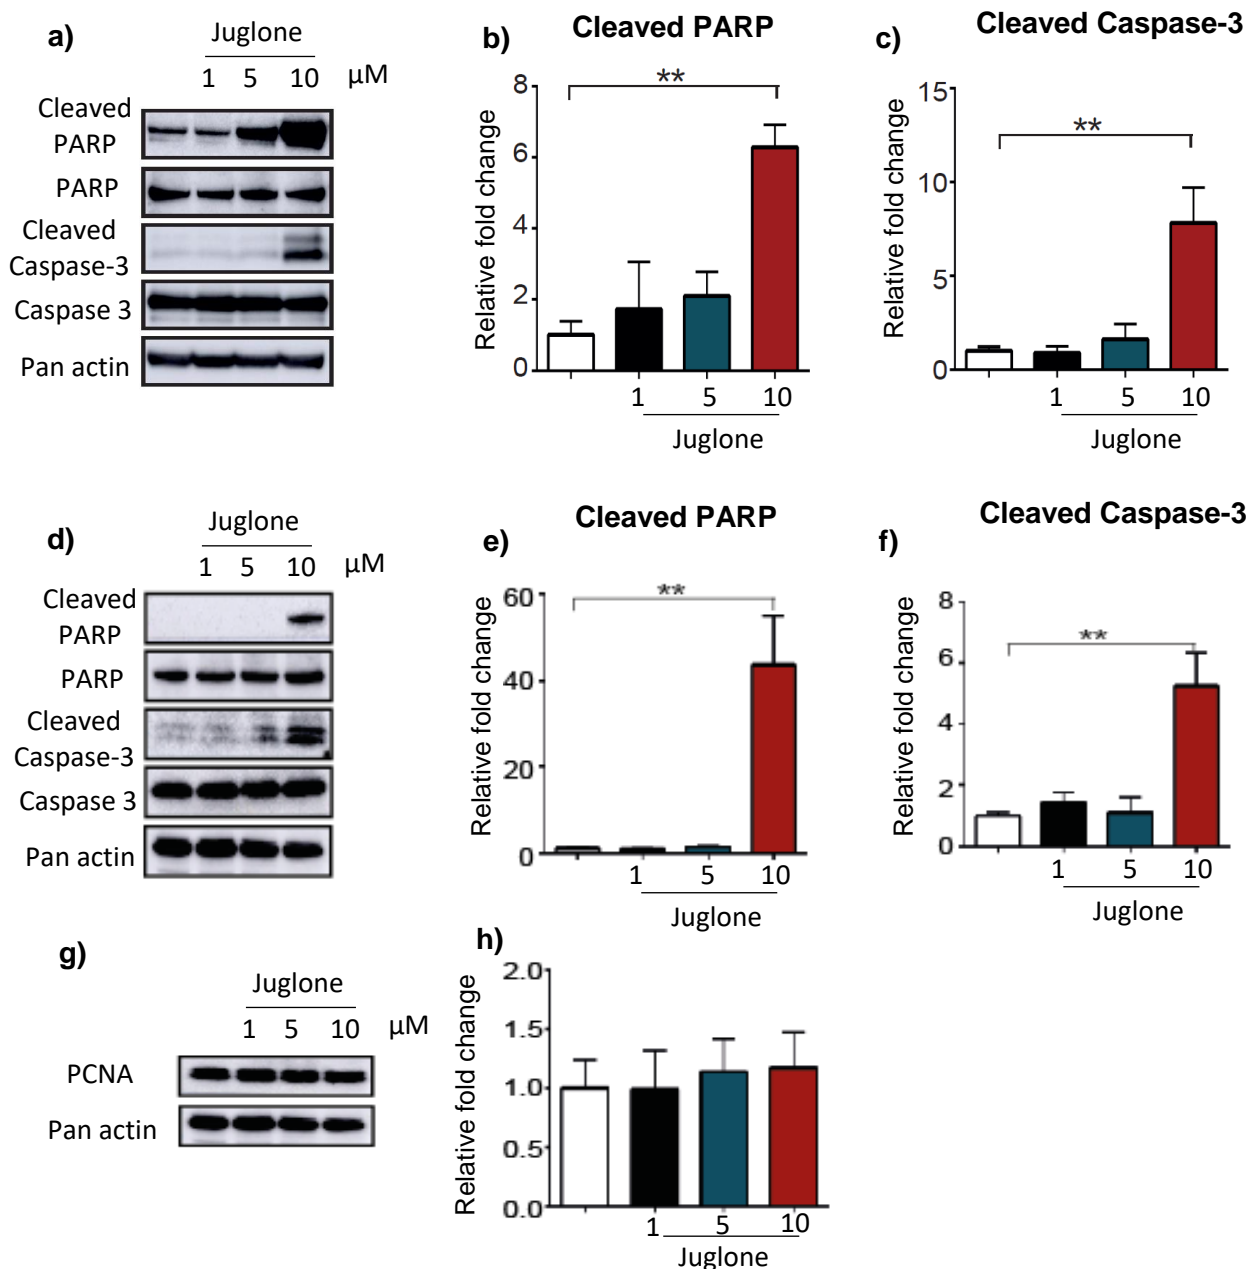 a)
Juglone
1 5 10 µM
Cleaved
PARP
PARP
Cleaved
Caspase-3
Caspase 3
Pan actin
b)
Cleaved PARP
Relative fold change
8
6
4
2
0
**
1 5 10
Juglone
c)
Cleaved Caspase-3
Relative fold change
15
10
5
0
**
1 5 10
Juglone
d)
Juglone
1 5 10 µM
Cleaved
PARP
PARP
Cleaved
Caspase-3
Caspase 3
Pan actin
e)
Cleaved PARP
Relative fold change
60
40
20
0
**
1 5 10
Juglone
f)
Cleaved Caspase-3
Relative fold change
8
6
4
2
0
**
1 5 10
Juglone
g)
Juglone
1 5 10 µM
PCNA
Pan actin
h)
Relative fold change
2.0
1.5
1.0
0.5
0.0
1 5 10
Juglone